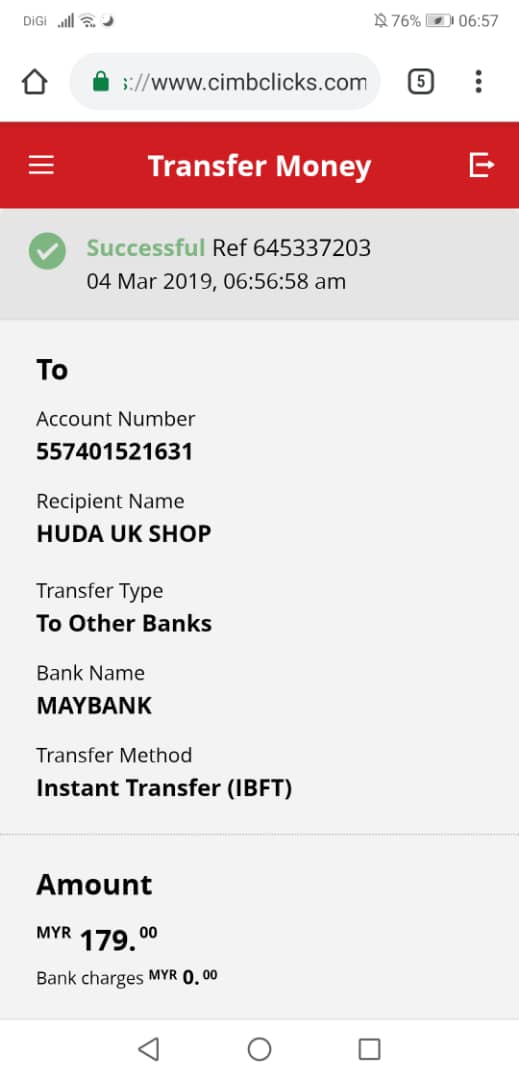 DiGi 76% 06:57
s://www.cimbclicks.com 5
Transfer Money
Successful Ref 645337203
04 Mar 2019, 06:56:58 am
To
Account Number
557401521631
Recipient Name
HUDA UK SHOP
Transfer Type
To Other Banks
Bank Name
MAYBANK
Transfer Method
Instant Transfer (IBFT)
Amount
MYR 179.00
Bank charges MYR 0.00